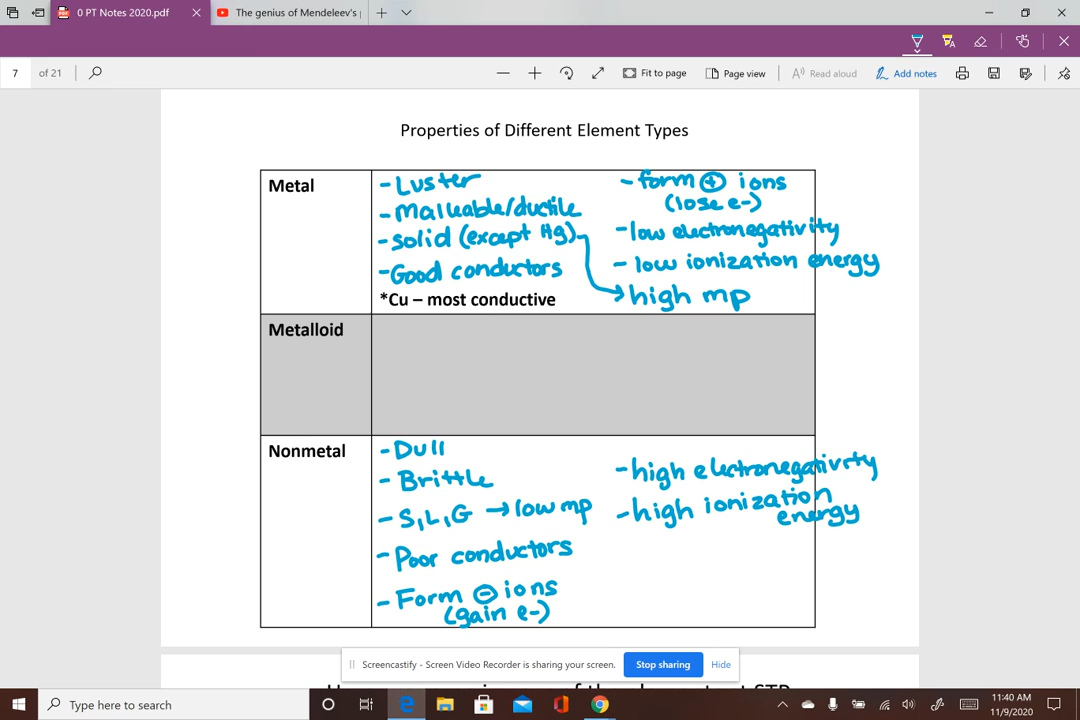 0 PT Notes 2020.pdf
The genius of Mendeleev's p
7 of 21
Fit to page
Page view
Read aloud
Add notes
Properties of Different Element Types
Metal
- Luster
- Malleable/ductile
- solid (except Hg)
- Good conductors
*Cu – most conductive
- form + ions
(lose e-)
- low electronegativity
- low ionization energy
high mp
Metalloid
Nonmetal
- Dull
- Brittle
- S, L, G → low mp
- Poor conductors
- Form - ions
(gain e-)
- high electronegativity
- high ionization
energy
Screencastify - Screen Video Recorder is sharing your screen.
Stop sharing
Hide
Type here to search
11:40 AM
11/9/2020